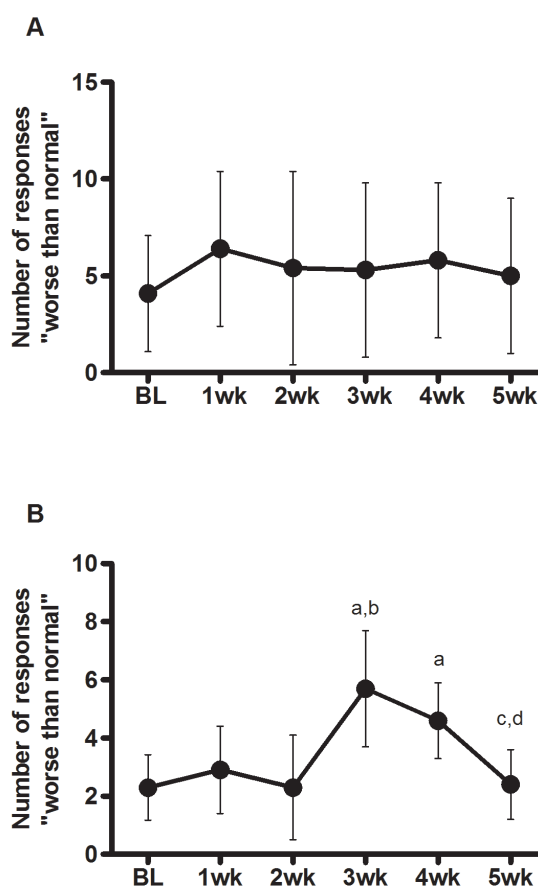 A
Number of responses
"worse than normal"
15
10
5
0
BL 1wk 2wk 3wk 4wk 5wk
B
Number of responses
"worse than normal"
10
8
6
4
2
0
a,b
a
c,d
BL 1wk 2wk 3wk 4wk 5wk